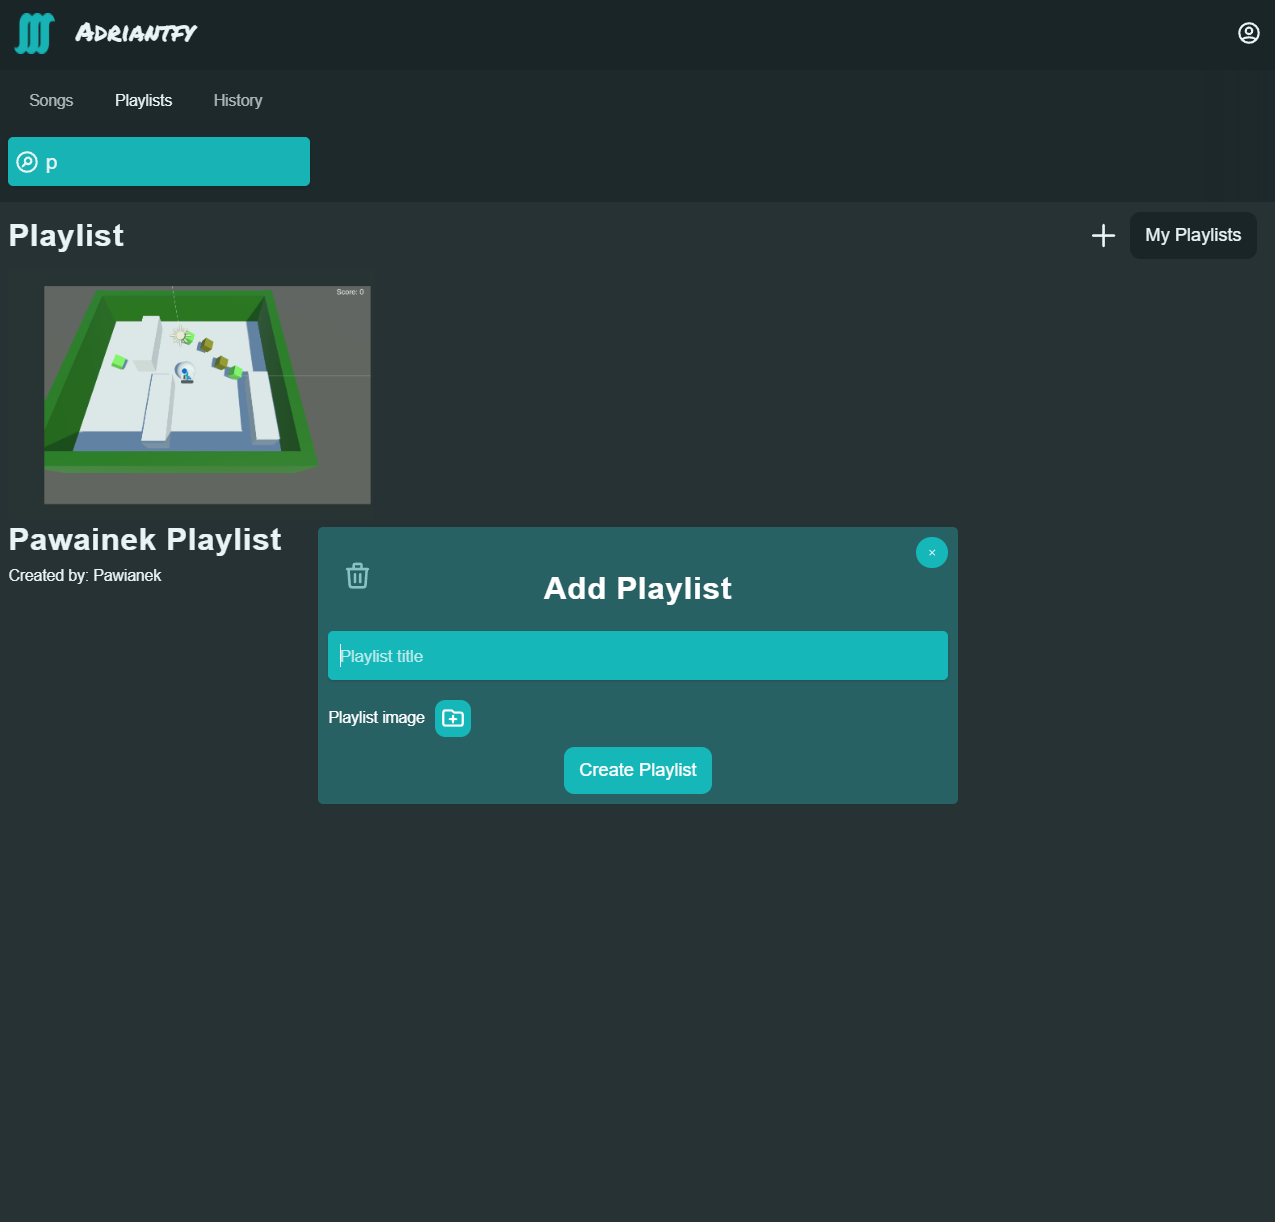 Adriantfy
Songs Playlists History
p
Playlist
My Playlists
Score: 0
Pawainek Playlist
Created by: Pawianek
×
Add Playlist
Playlist title
Playlist image
Create Playlist